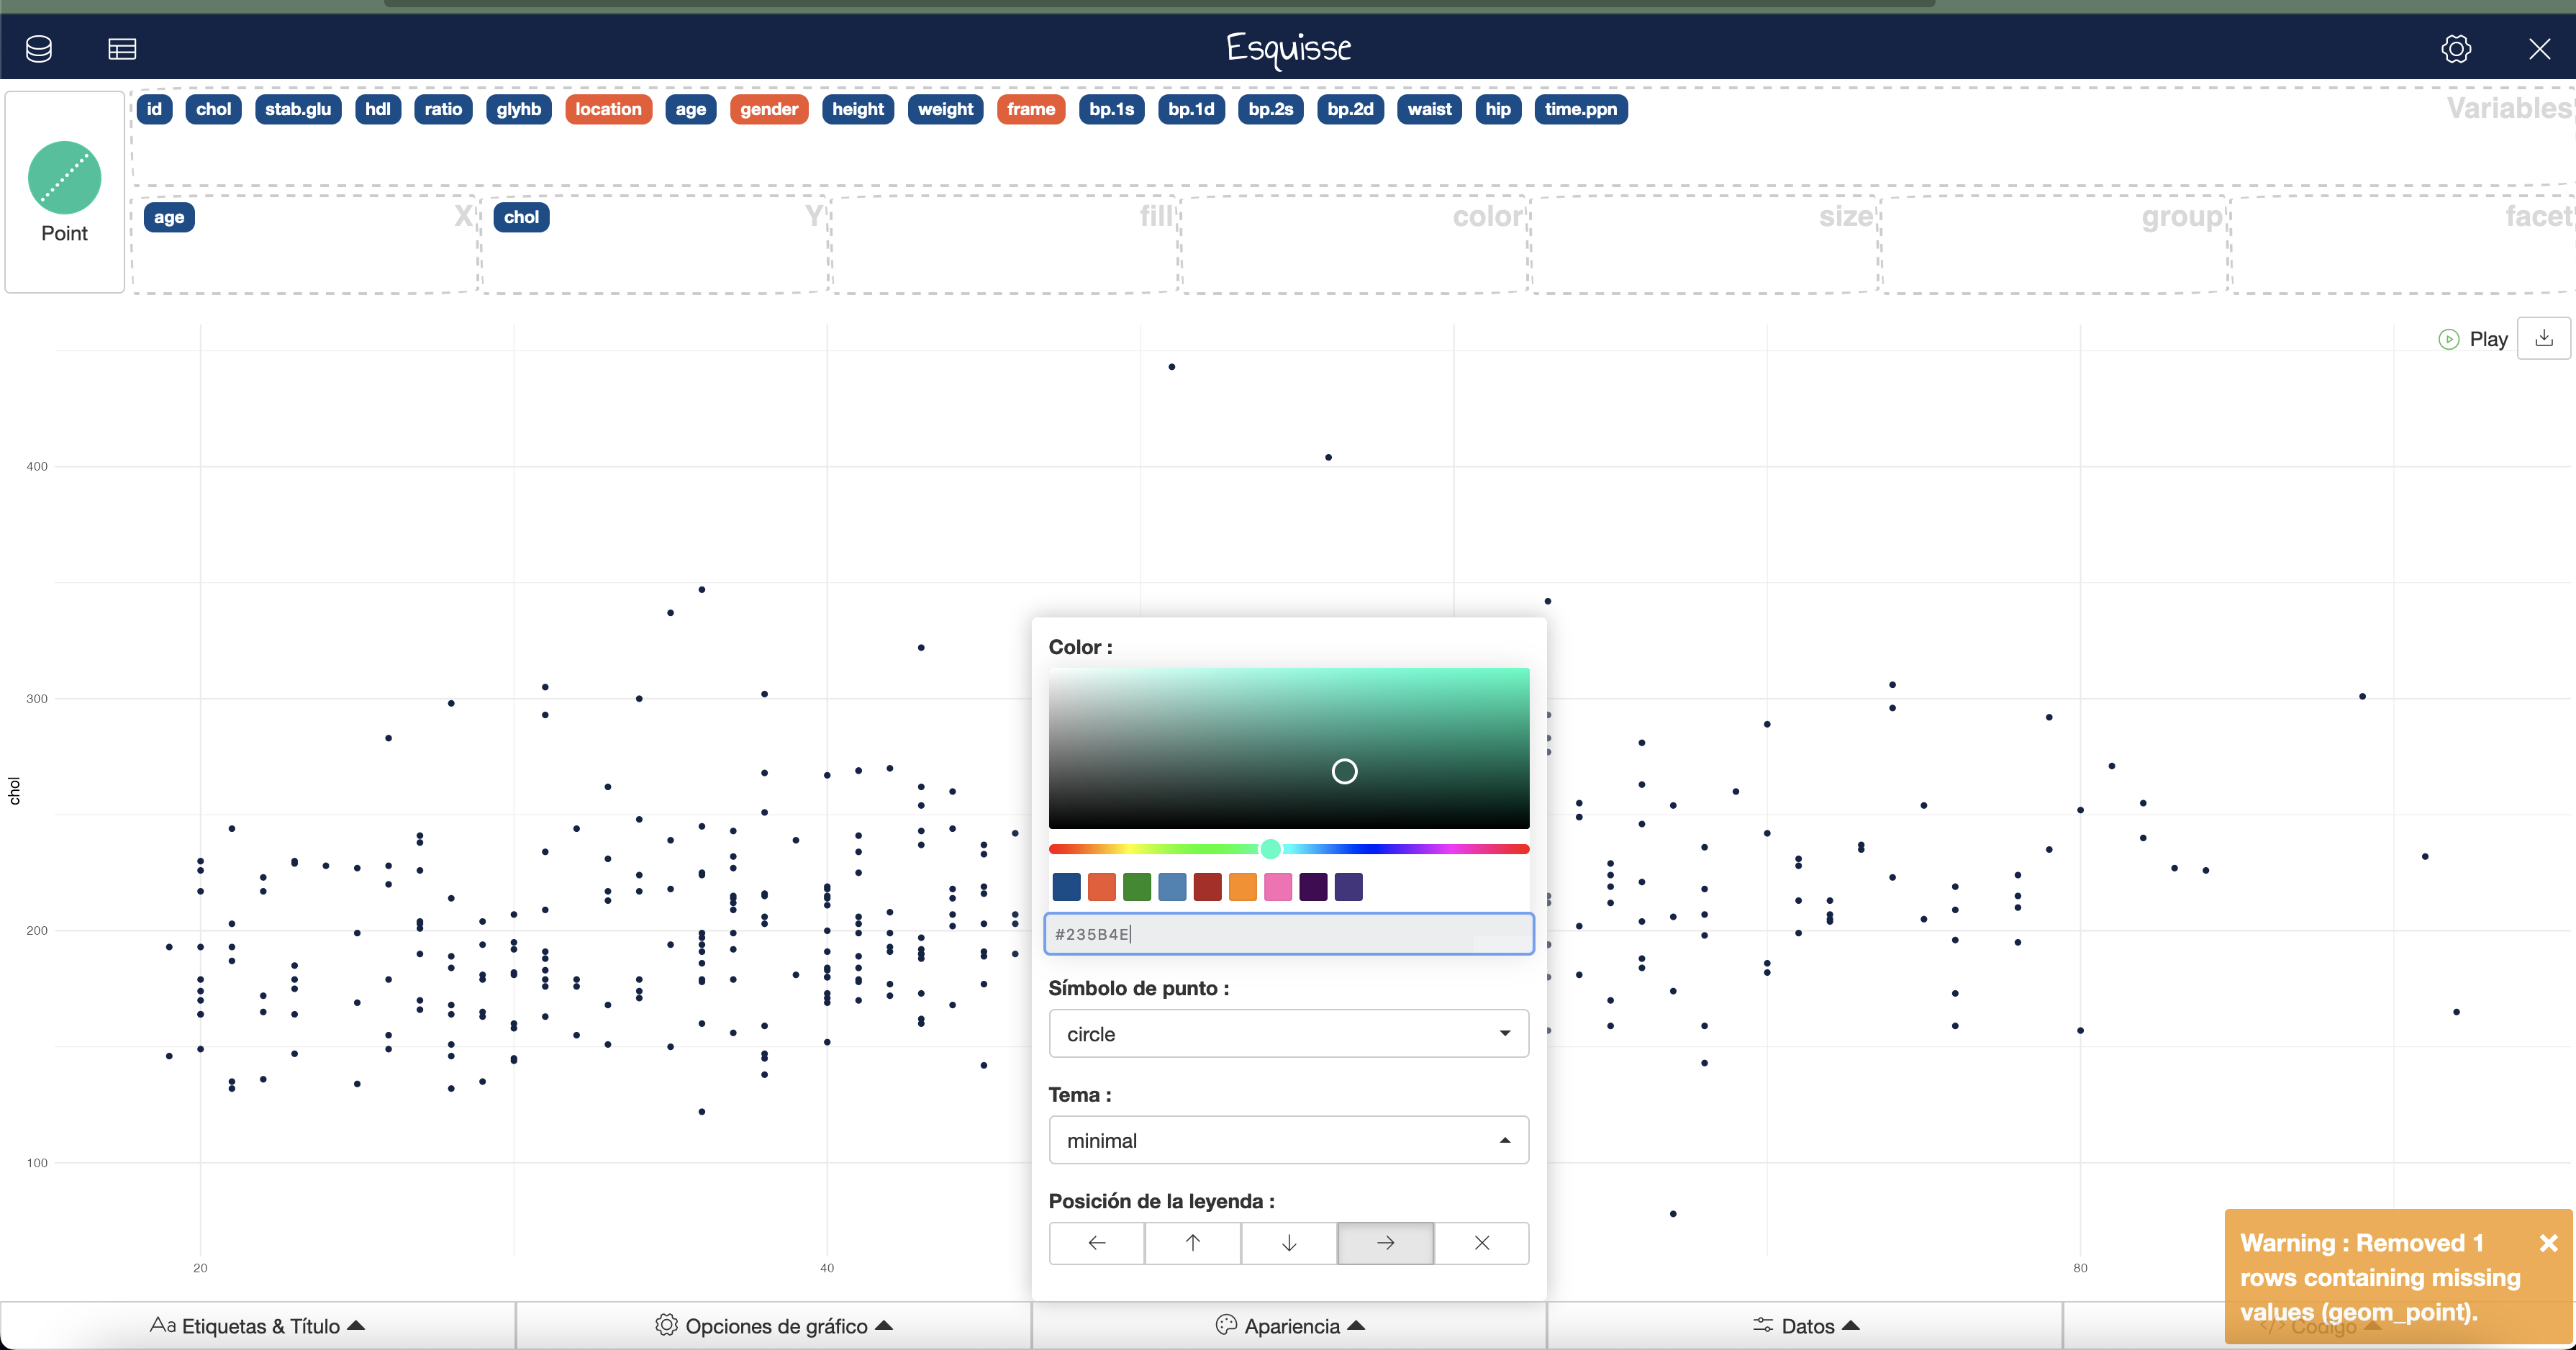 Esquisse
id chol stab.glu hdl ratio glyhb location age gender height weight frame bp.1s bp.1d bp.2s bp.2d waist hip time.ppn Variables
Point
age X chol Y fill color size group facet
Play
400
300
200
100
chol
20 40 80
Color :
#235B4E
Símbolo de punto :
circle
Tema :
minimal
Posición de la leyenda :
Warning : Removed 1
rows containing missing
values (geom_point).
Aa Etiquetas & Título Opciones de gráfico Apariencia Datos </> Código